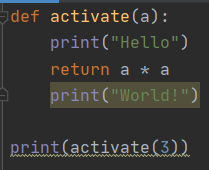 def activate(a):
    print("Hello")
    return a * a
    print("World!")

print(activate(3))